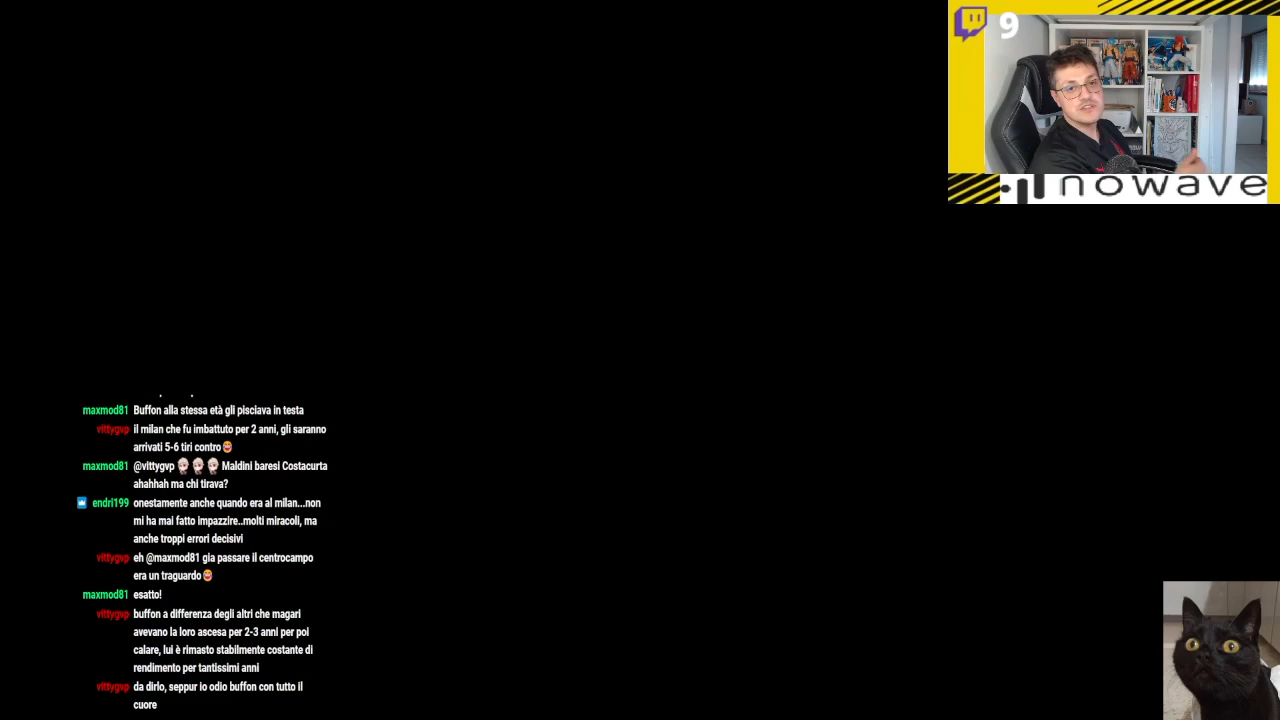 9
nowave
maxmod81 Buffon alla stessa età gli pisciava in testa
vittygvp il milan che fu imbattuto per 2 anni, gli saranno
arrivati 5-6 tiri contro
maxmod81 @vittygvp Maldini baresi Costacurta
ahahhah ma chi tirava?
endri199 onestamente anche quando era al milan...non
mi ha mai fatto impazzire..molti miracoli, ma
anche troppi errori decisivi
vittygvp eh @maxmod81 gia passare il centrocampo
era un traguardo
maxmod81 esatto!
vittygvp buffon a differenza degli altri che magari
avevano la loro ascesa per 2-3 anni per poi
calare, lui è rimasto stabilmente costante di
rendimento per tantissimi anni
vittygvp da dirlo, seppur io odio buffon con tutto il
cuore